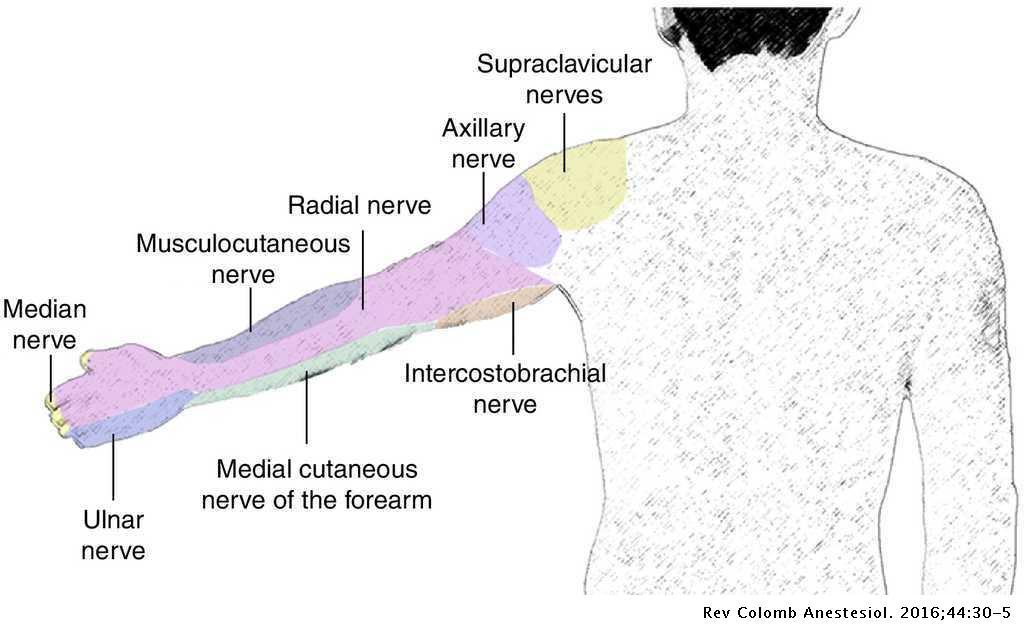 Supraclavicular
nerves
Axillary
nerve
Radial nerve
Musculocutaneous
nerve
Median
nerve
Intercostobrachial
nerve
Medial cutaneous
nerve of the forearm
Ulnar
nerve
Rev Colomb Anestesiol. 2016;44:30–5